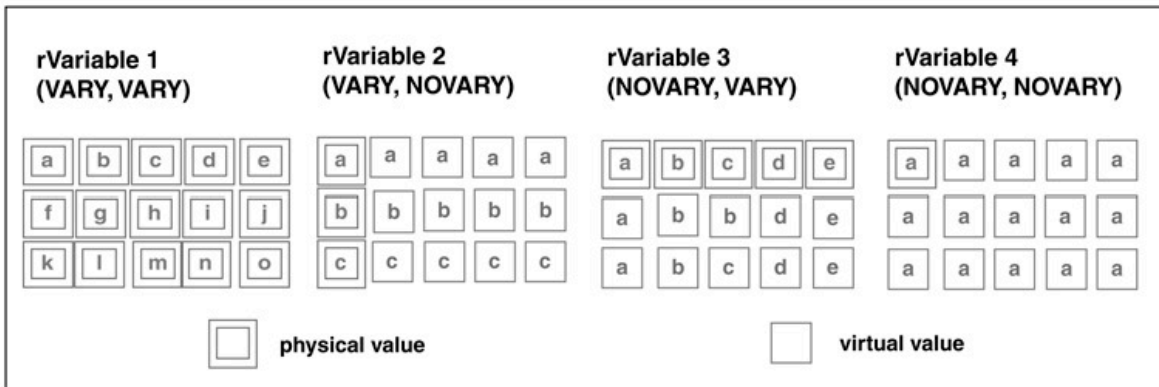 rVariable 1
(VARY, VARY)
rVariable 2
(VARY, NOVARY)
rVariable 3
(NOVARY, VARY)
rVariable 4
(NOVARY, NOVARY)
a b c d e
f g h i j
k l m n o
a a a a a
b b b b b
c c c c c
a b c d e
a b b d e
a b c d e
a a a a a
a a a a a
a a a a a
physical value
virtual value